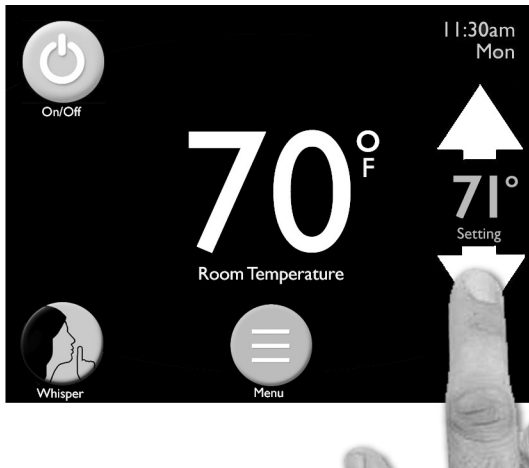 11:30am
Mon
On/Off
70°F
71°
Setting
Room Temperature
Whisper
Menu